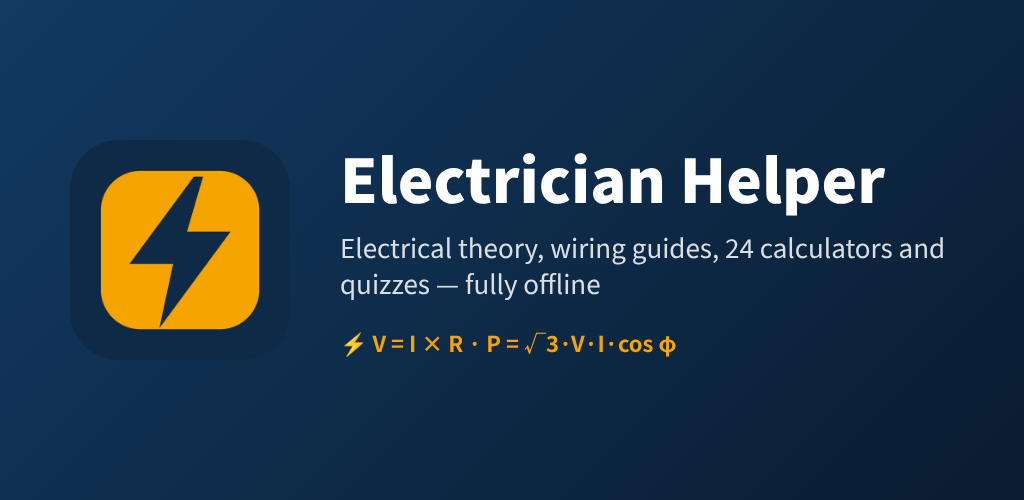 Electrician Helper
Electrical theory, wiring guides, 24 calculators and
quizzes — fully offline
⚡ V = I × R · P = √3·V·I·cos φ